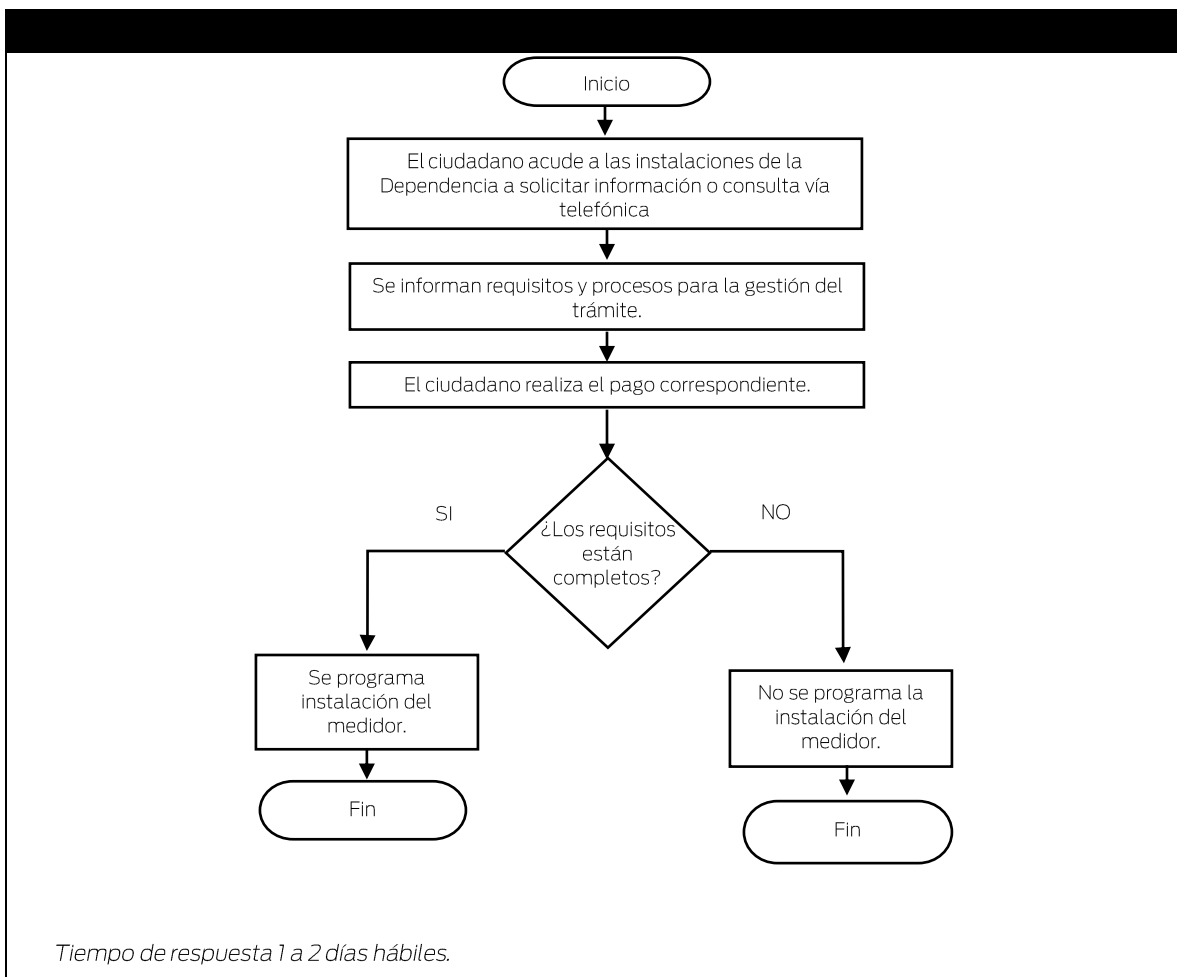 Inicio
El ciudadano acude a las instalaciones de la
Dependencia a solicitar información o consulta vía
telefónica
Se informan requisitos y procesos para la gestión del
trámite.
El ciudadano realiza el pago correspondiente.
SI
NO
¿Los requisitos
están
completos?
Se programa
instalación del
medidor.
No se programa la
instalación del
medidor.
Fin
Fin
Tiempo de respuesta 1 a 2 días hábiles.